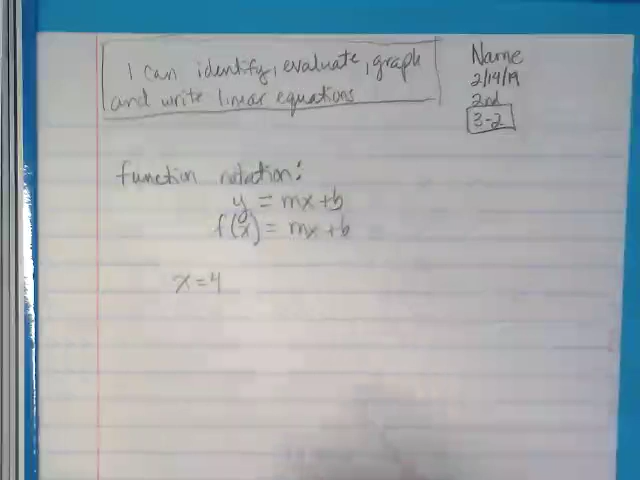 I can identify, evaluate, graph
and write linear equations
Name
2/14/19
2nd
3-2
function notation:
y = mx+b
f(x) = mx+b
x=4